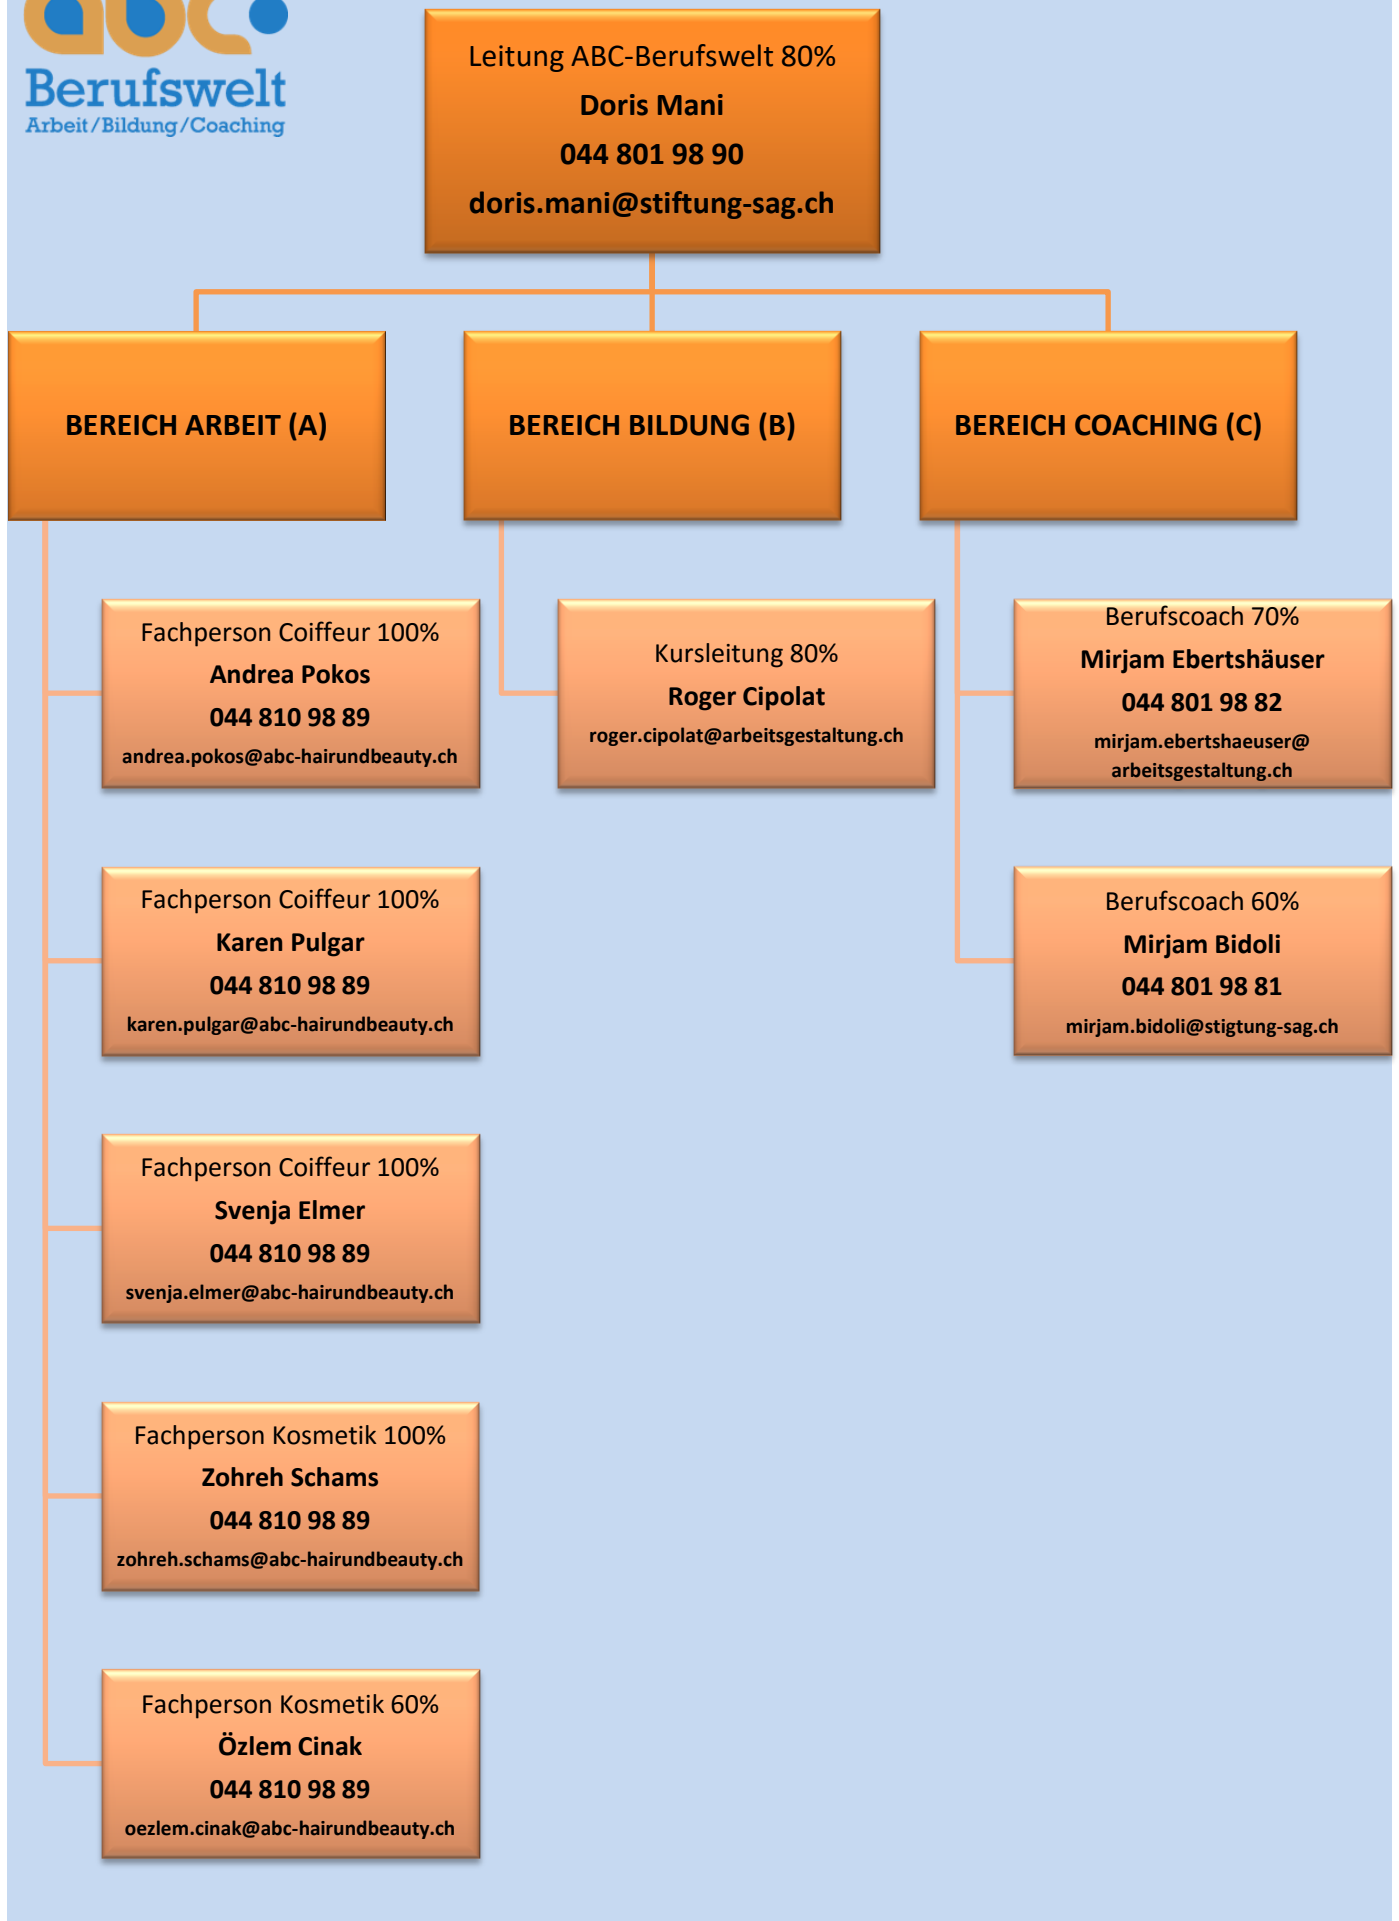 abc
Berufswelt
Arbeit/Bildung/Coaching
Leitung ABC-Berufswelt 80%
Doris Mani
044 801 98 90
doris.mani@stiftung-sag.ch
BEREICH ARBEIT (A)
Fachperson Coiffeur 100%
Andrea Pokos
044 810 98 89
andrea.pokos@abc-hairundbeauty.ch
Fachperson Coiffeur 100%
Karen Pulgar
044 810 98 89
karen.pulgar@abc-hairundbeauty.ch
Fachperson Coiffeur 100%
Svenja Elmer
044 810 98 89
svenja.elmer@abc-hairundbeauty.ch
Fachperson Kosmetik 100%
Zohreh Schams
044 810 98 89
zohreh.schams@abc-hairundbeauty.ch
Fachperson Kosmetik 60%
Özlem Cinak
044 810 98 89
oezlem.cinak@abc-hairundbeauty.ch
BEREICH BILDUNG (B)
Kursleitung 80%
Roger Cipolat
roger.cipolat@arbeitsgestaltung.ch
BEREICH COACHING (C)
Berufscoach 70%
Mirjam Ebertshäuser
044 801 98 82
mirjam.ebertshaeuser@
arbeitsgestaltung.ch
Berufscoach 60%
Mirjam Bidoli
044 801 98 81
mirjam.bidoli@stigtung-sag.ch